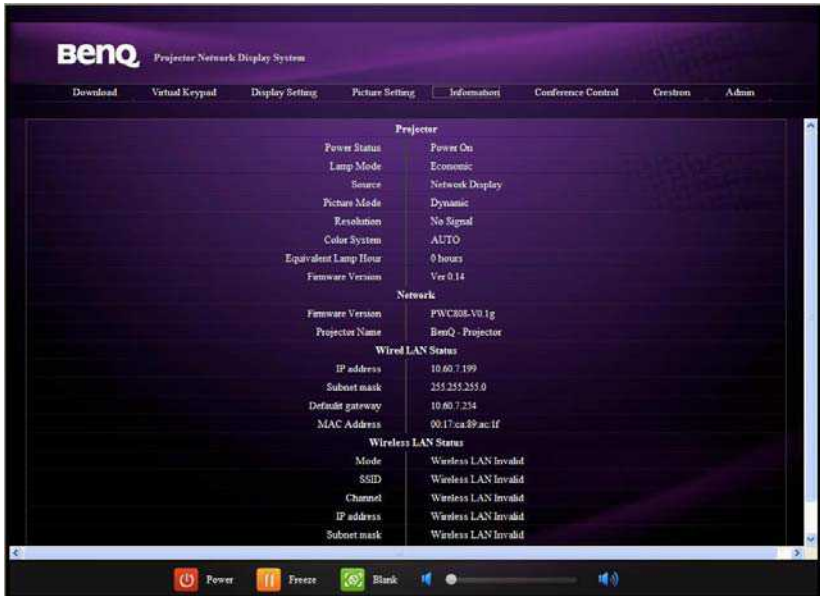 BenQ Projector Network Display System
Download Virtual Keypad Display Setting Picture Setting Information Conference Control Crestron Admin
Projector
Power Status Power On
Lamp Mode Economic
Source Network Display
Picture Mode Dynamic
Resolution No Signal
Color System AUTO
Equivalent Lamp Hour 0 hours
Firmware Version Ver 0.14
Network
Firmware Version PWC808-V0.1g
Projector Name BenQ - Projector
Wired LAN Status
IP address 10.60.7.199
Subnet mask 255.255.255.0
Default gateway 10.60.7.254
MAC Address 00:17:ca:89:ac:1f
Wireless LAN Status
Mode Wireless LAN Invalid
SSID Wireless LAN Invalid
Channel Wireless LAN Invalid
IP address Wireless LAN Invalid
Subnet mask Wireless LAN Invalid
Power Freeze Blank